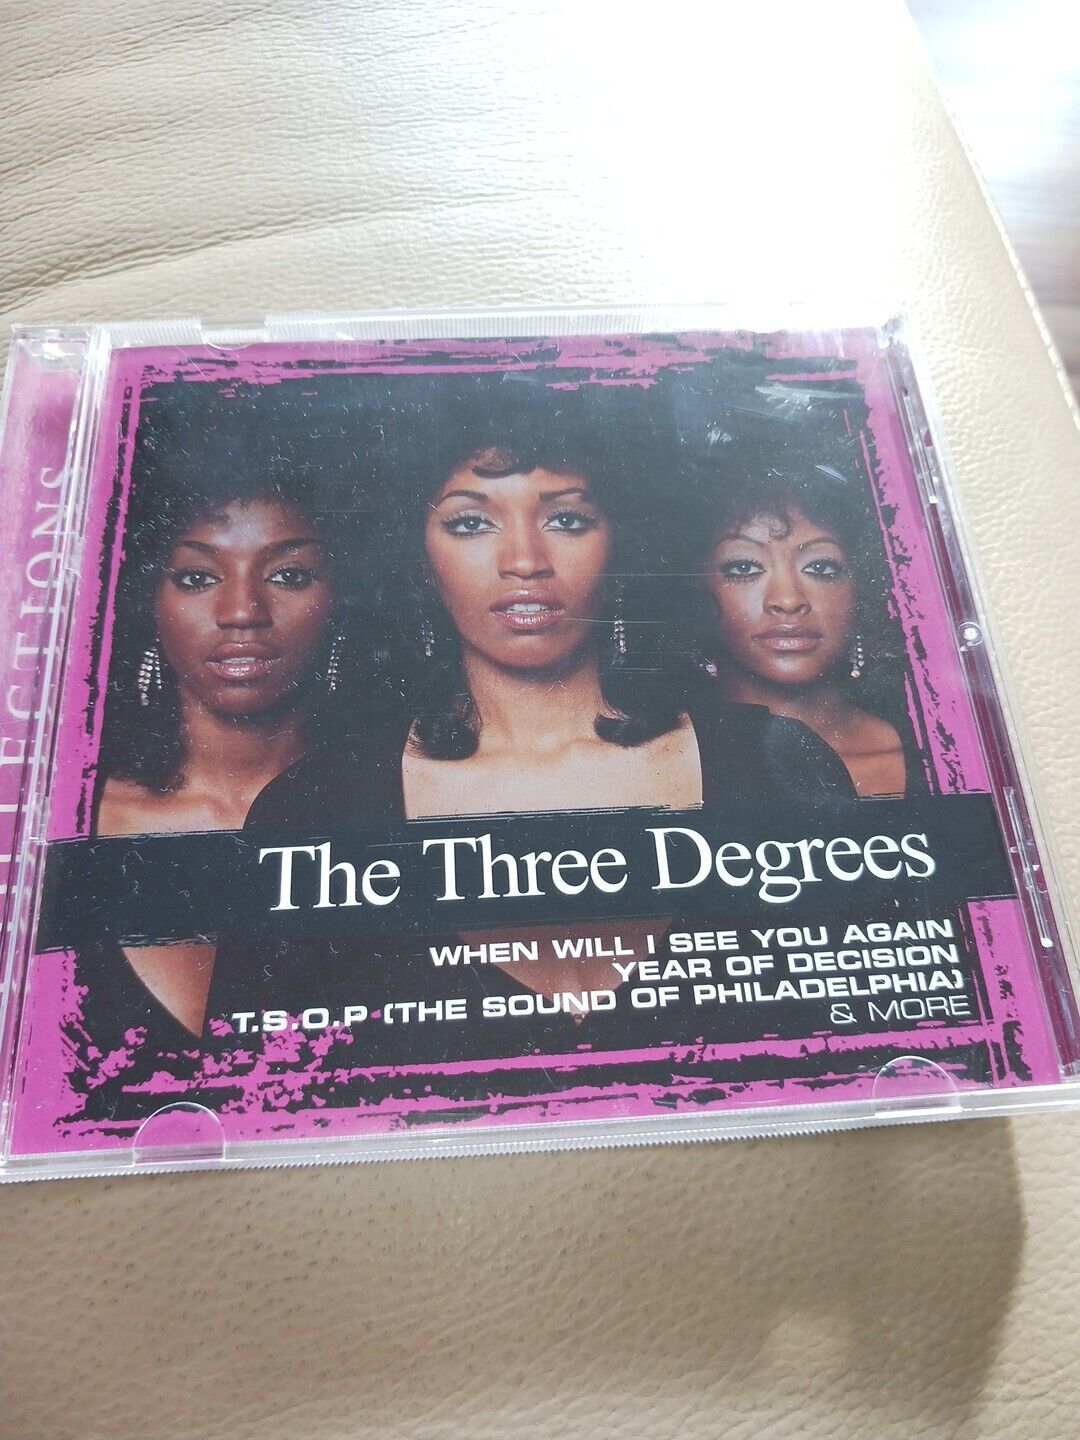 The Three Degrees
WHEN WILL I SEE YOU AGAIN
YEAR OF DECISION
T.S.O.P (THE SOUND OF PHILADELPHIA)
& MORE